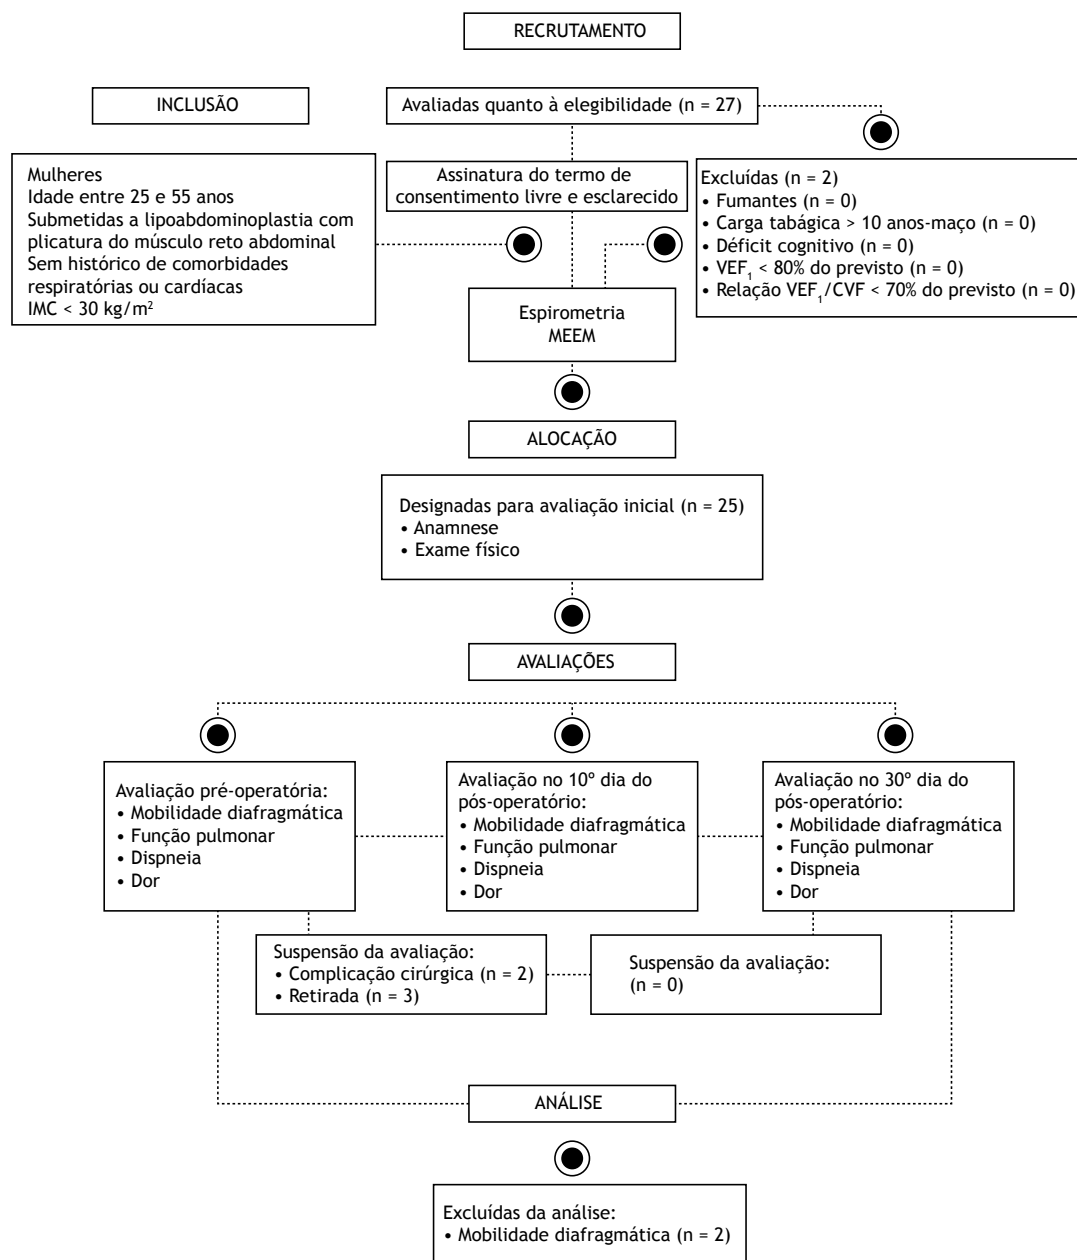 RECRUTAMENTO
INCLUSÃO
Avaliadas quanto à elegibilidade (n = 27)
Mulheres
Idade entre 25 e 55 anos
Submetidas a lipoabdominoplastia com
plicatura do músculo reto abdominal
Sem histórico de comorbidades
respiratórias ou cardíacas
IMC < 30 kg/m²
Assinatura do termo de
consentimento livre e esclarecido
Excluídas (n = 2)
• Fumantes (n = 0)
• Carga tabágica > 10 anos-maço (n = 0)
• Déficit cognitivo (n = 0)
• VEF₁ < 80% do previsto (n = 0)
• Relação VEF₁/CVF < 70% do previsto (n = 0)
Espirometria
MEEM
ALOCAÇÃO
Designadas para avaliação inicial (n = 25)
• Anamnese
• Exame físico
AVALIAÇÕES
Avaliação pré-operatória:
• Mobilidade diafragmática
• Função pulmonar
• Dispneia
• Dor
Avaliação no 10º dia do
pós-operatório:
• Mobilidade diafragmática
• Função pulmonar
• Dispneia
• Dor
Avaliação no 30º dia do
pós-operatório:
• Mobilidade diafragmática
• Função pulmonar
• Dispneia
• Dor
Suspensão da avaliação:
• Complicação cirúrgica (n = 2)
• Retirada (n = 3)
Suspensão da avaliação:
(n = 0)
ANÁLISE
Excluídas da análise:
• Mobilidade diafragmática (n = 2)